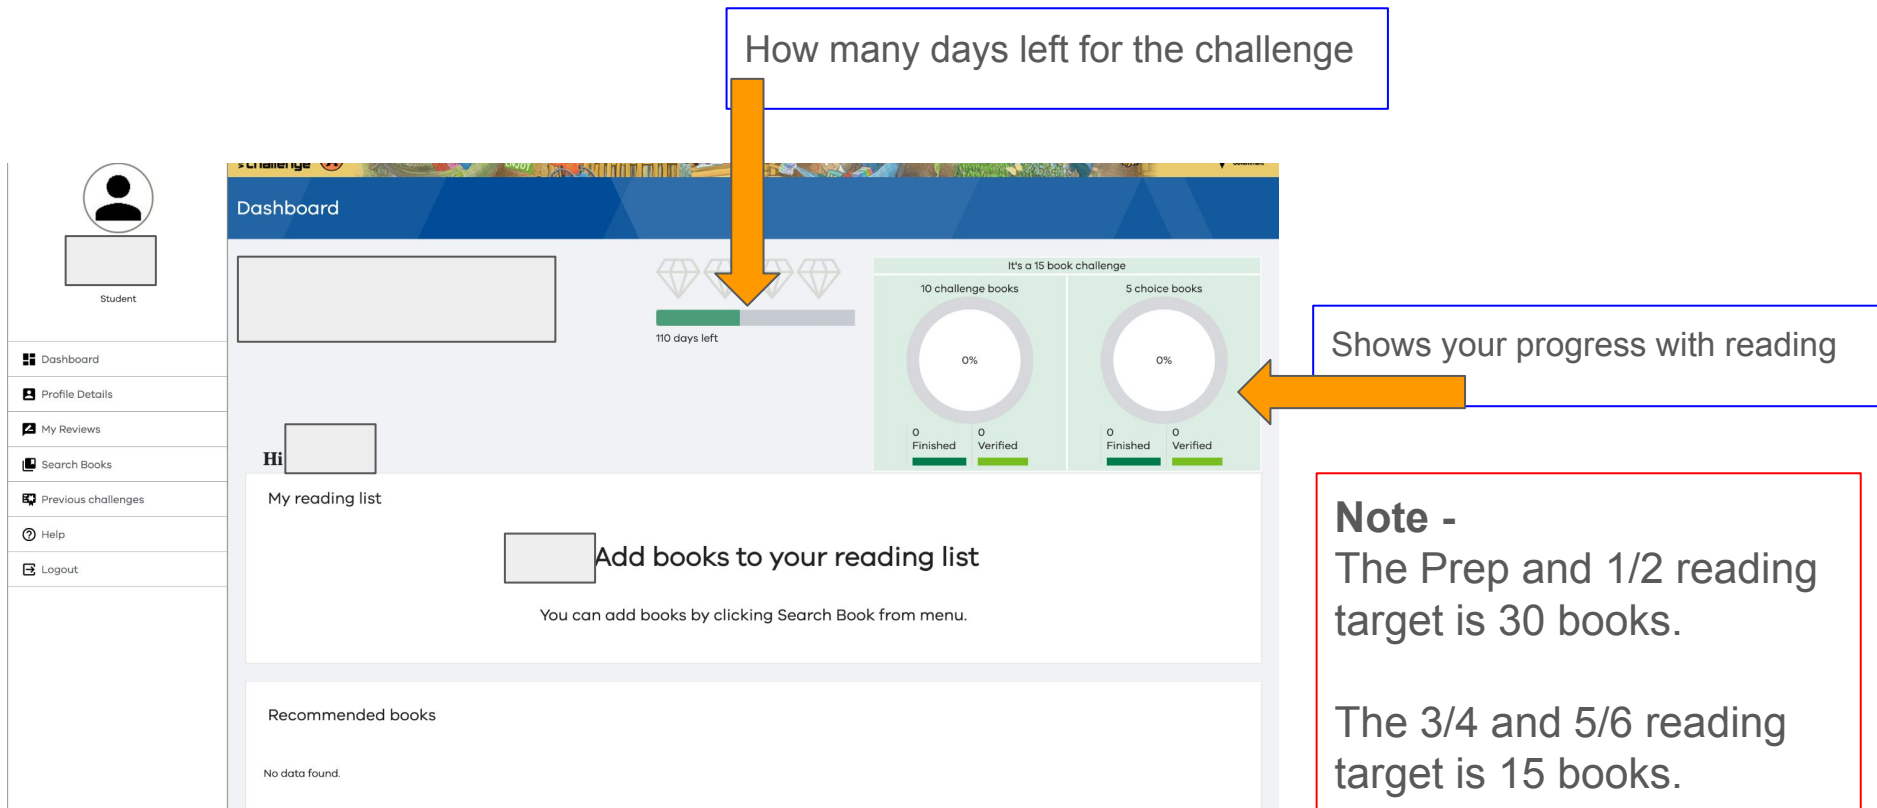 How many days left for the challenge
challenge
ENJOY
Dashboard
Student
Dashboard
Profile Details
My Reviews
Search Books
Previous challenges
Help
Logout
110 days left
It's a 15 book challenge
10 challenge books
5 choice books
0%
0%
0 0
Finished Verified
0 0
Finished Verified
Shows your progress with reading
Hi
My reading list
Add books to your reading list
You can add books by clicking Search Book from menu.
Recommended books
No data found.
Note -
The Prep and 1/2 reading
target is 30 books.
The 3/4 and 5/6 reading
target is 15 books.